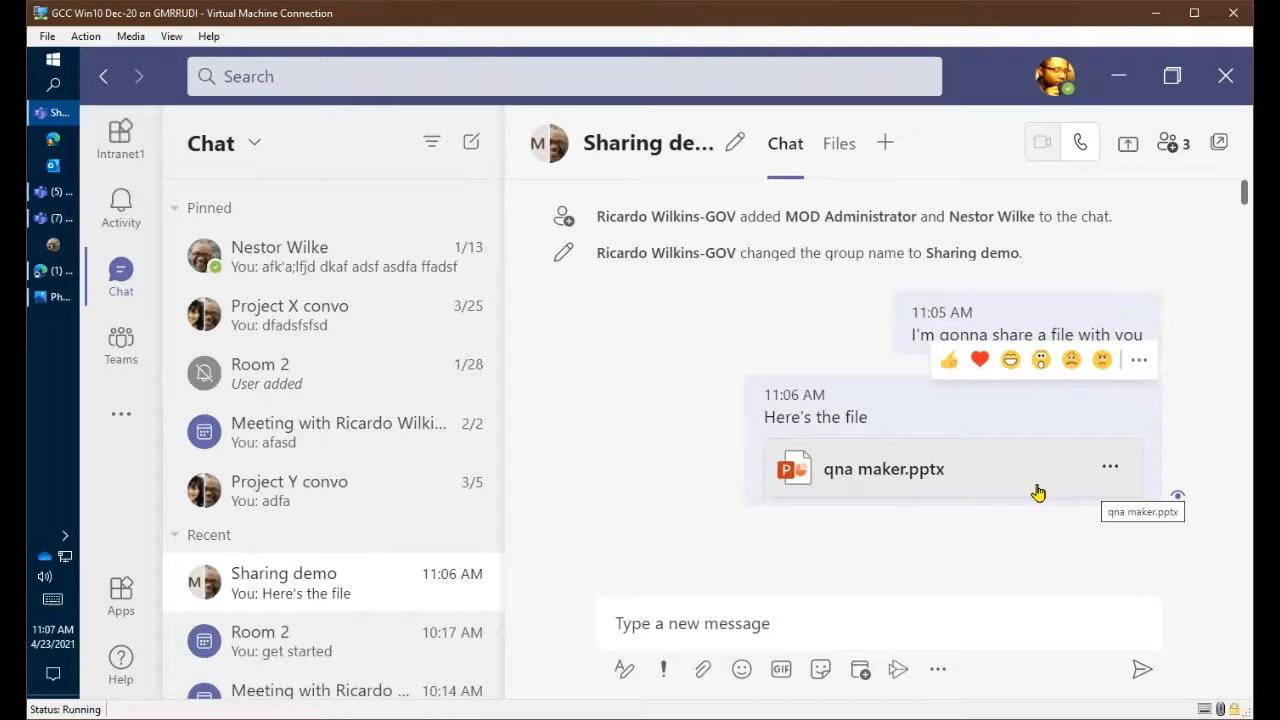 GCC Win10 Dec-20 on GMRRUDI - Virtual Machine Connection
File Action Media View Help
Sh...
(5) ...
(7) ...
(1) ...
Ph...
11:07 AM
4/23/2021
Search
Intranet1
Activity
Chat
Teams
Apps
Help
Chat
Pinned
Nestor Wilke 1/13
You: afk'a;lfjd dkaf adsf asdfa ffadsf
Project X convo 3/25
You: dfadsfsfsd
Room 2 1/28
User added
Meeting with Ricardo Wilki... 2/2
You: afasd
Project Y convo 3/5
You: adfa
Recent
M
Sharing demo 11:06 AM
You: Here's the file
Room 2 10:17 AM
You: get started
Meeting with Ricardo ... 10:14 AM
M
Sharing de... Chat Files 3
Ricardo Wilkins-GOV added MOD Administrator and Nestor Wilke to the chat.
Ricardo Wilkins-GOV changed the group name to Sharing demo.
11:05 AM
I'm gonna share a file with you
11:06 AM
Here's the file
P
qna maker.pptx
qna maker.pptx
Type a new message
GIF
Status: Running